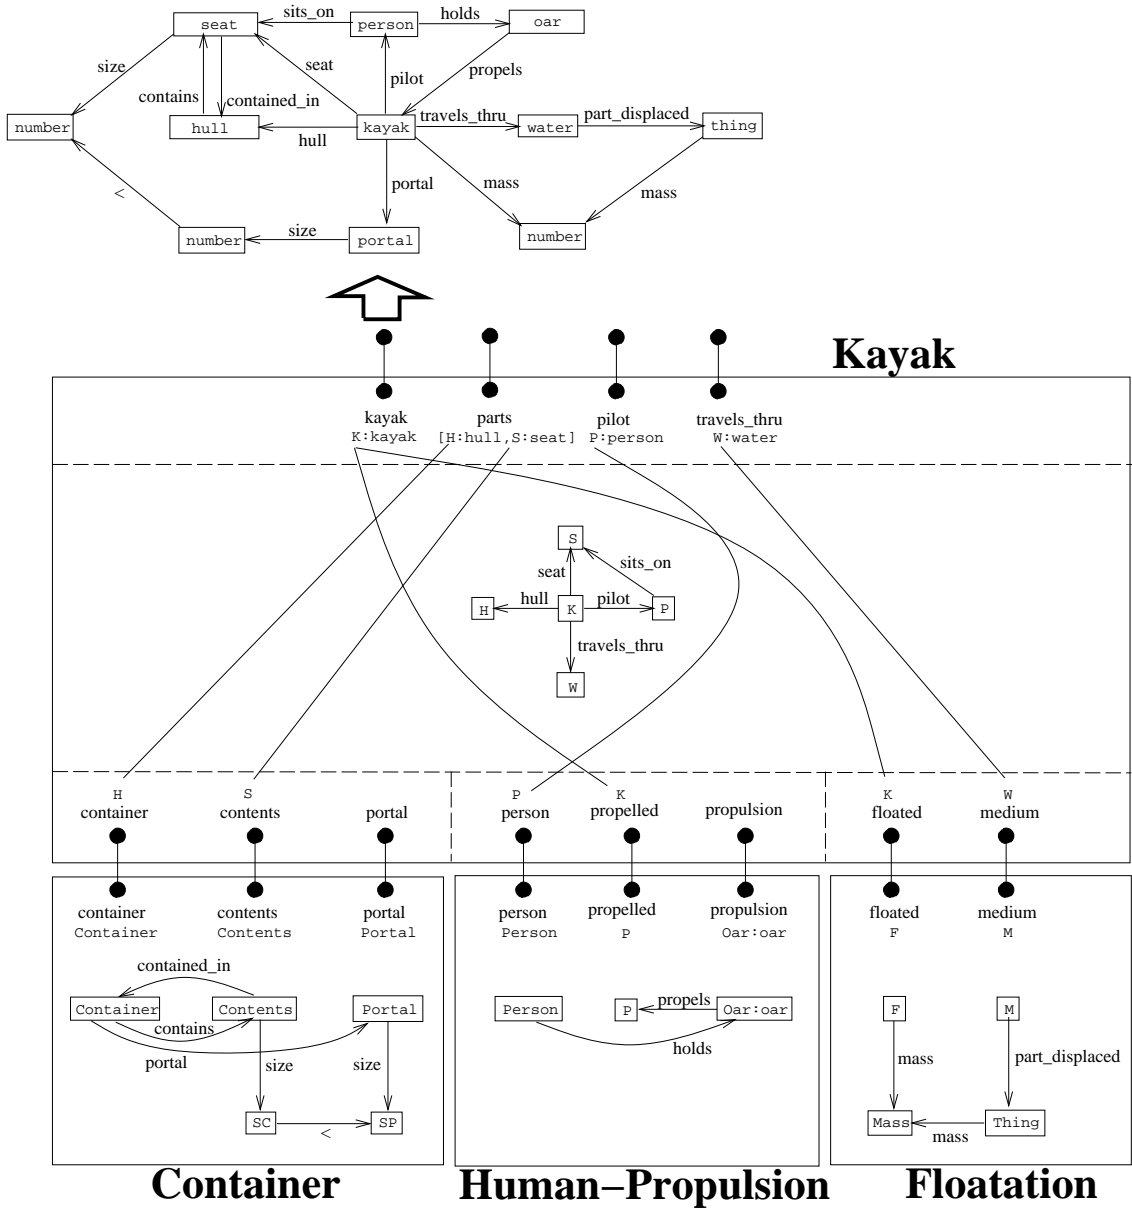 seat sits_on person holds oar
size seat pilot propels
contains contained_in
number hull hull kayak travels_thru water part_displaced thing
< portal mass mass
number size portal number
Kayak
kayak parts pilot travels_thru
K:kayak [H:hull,S:seat] P:person W:water
S
sits_on
seat
H hull K pilot P
travels_thru
W
H S P K K W
container contents portal person propelled propulsion floated medium
container contents portal person propelled propulsion floated medium
Container Contents Portal Person P Oar:oar F M
contained_in
Container Contents Portal Person P propels Oar:oar F M
contains
portal size size holds mass part_displaced
SC < SP Mass mass Thing
Container Human–Propulsion Floatation